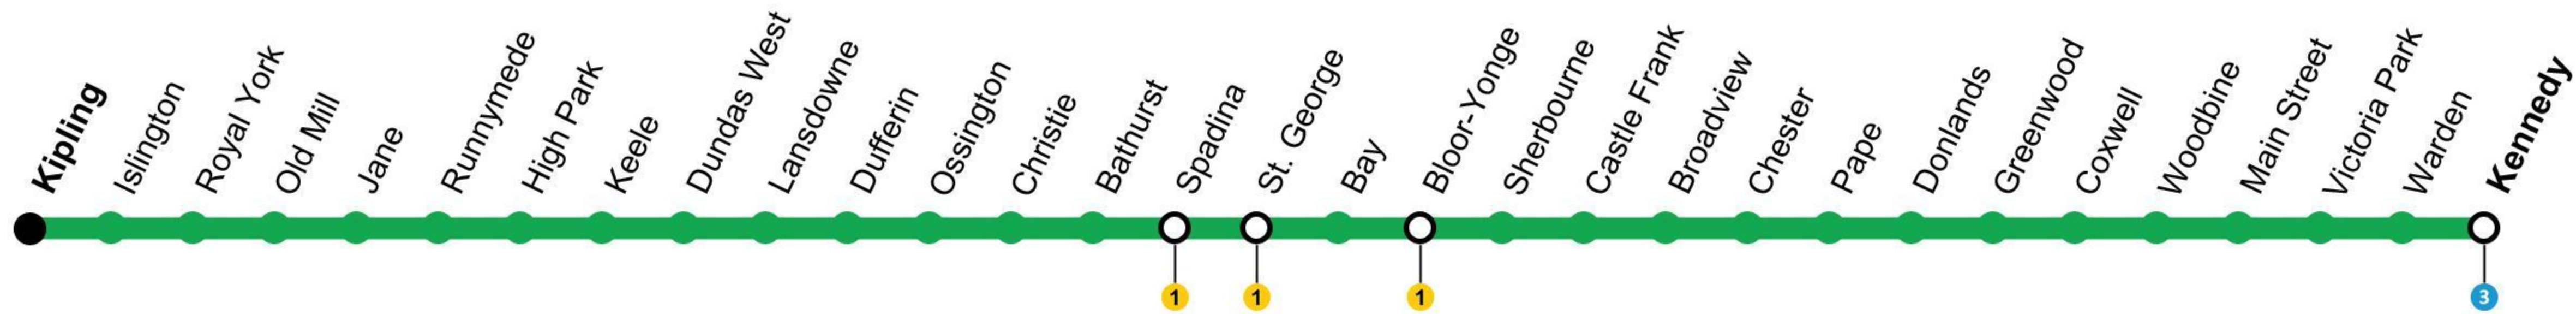 Kipling
Islington
Royal York
Old Mill
Jane
Runnymede
High Park
Keele
Dundas West
Lansdowne
Dufferin
Ossington
Christie
Bathurst
Spadina
St. George
Bay
Bloor-Yonge
Sherbourne
Castle Frank
Broadview
Chester
Pape
Donlands
Greenwood
Coxwell
Woodbine
Main Street
Victoria Park
Warden
Kennedy
1
1
1
3